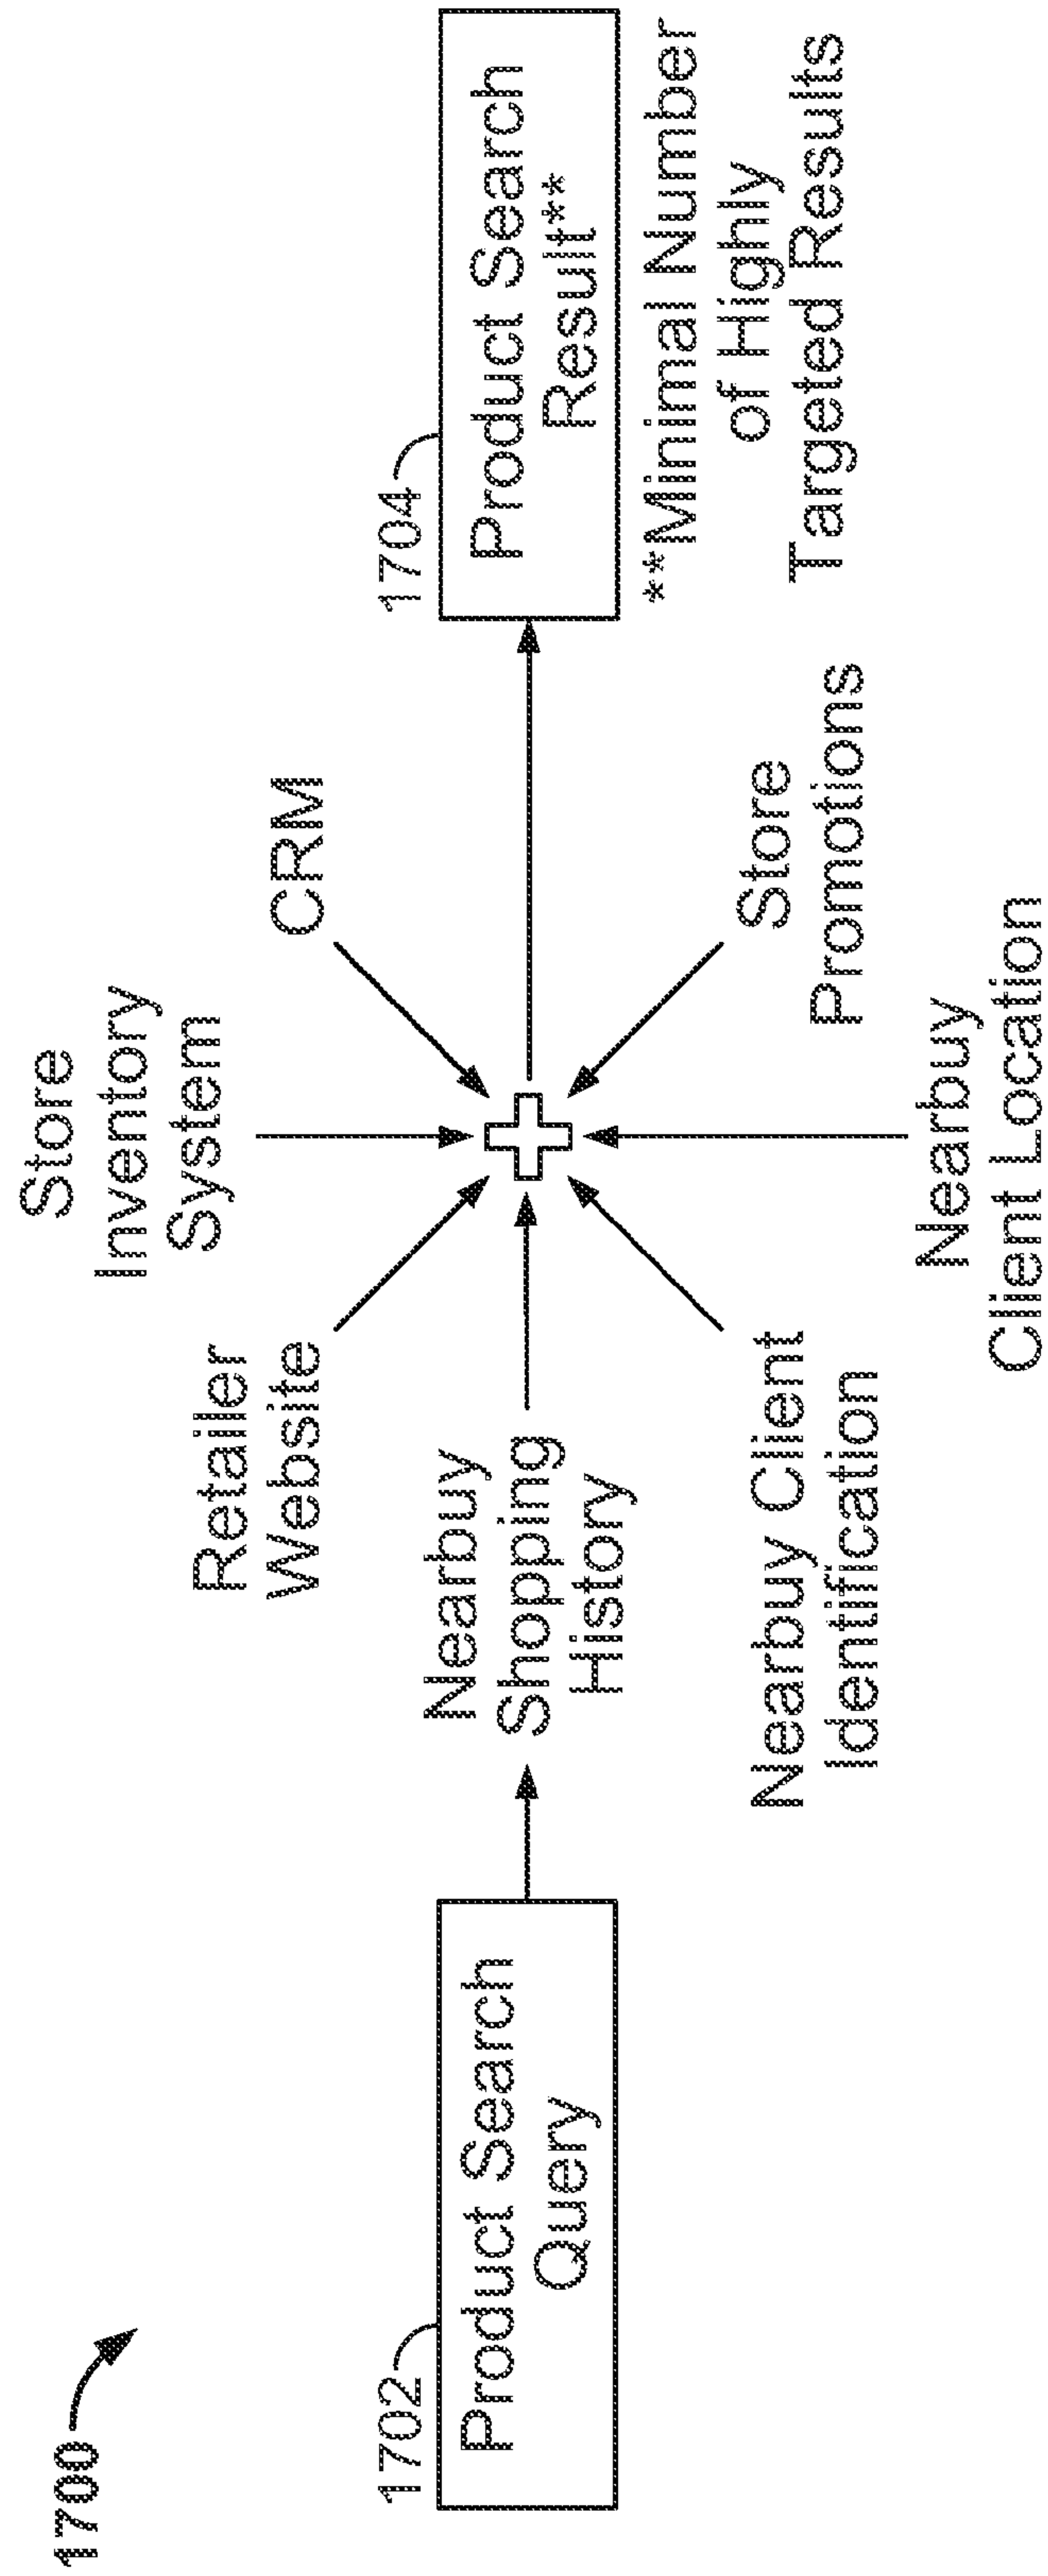 1700
1702
Product Search
Query
Nearbuy
Shopping
History
Retailer
Website
Store
Inventory
System
CRM
Nearbuy Client
Identification
Nearbuy
Client Location
Store
Promotions
1704
Product Search
Result**
**Minimal Number
of Highly
Targeted Results